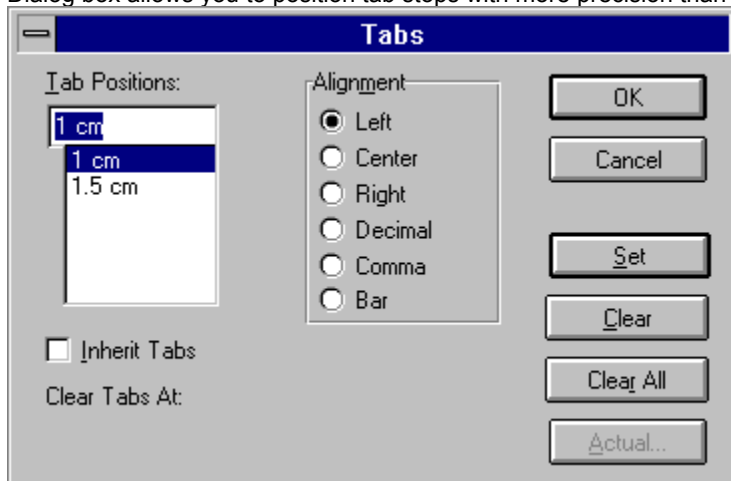 Dialog box allows you to position tab stops with more precision than
Tabs
Tab Positions:
1 cm
1 cm
1.5 cm
Inherit Tabs
Clear Tabs At:
Alignment
Left
Center
Right
Decimal
Comma
Bar
OK
Cancel
Set
Clear
Clear All
Actual...